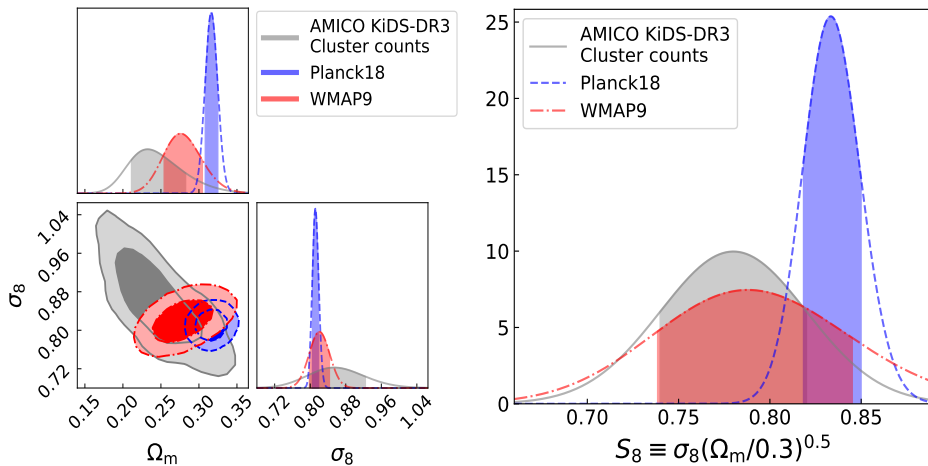 AMICO KiDS-DR3
Cluster counts
Planck18
WMAP9
1.04
0.96
0.88
0.80
0.72
σ8
0.15
0.20
0.25
0.30
0.35
Ωm
0.72
0.80
0.88
0.96
1.04
σ8
AMICO KiDS-DR3
Cluster counts
Planck18
WMAP9
25
20
15
10
5
0
0.70
0.75
0.80
0.85
S8 ≡ σ8(Ωm/0.3)^0.5